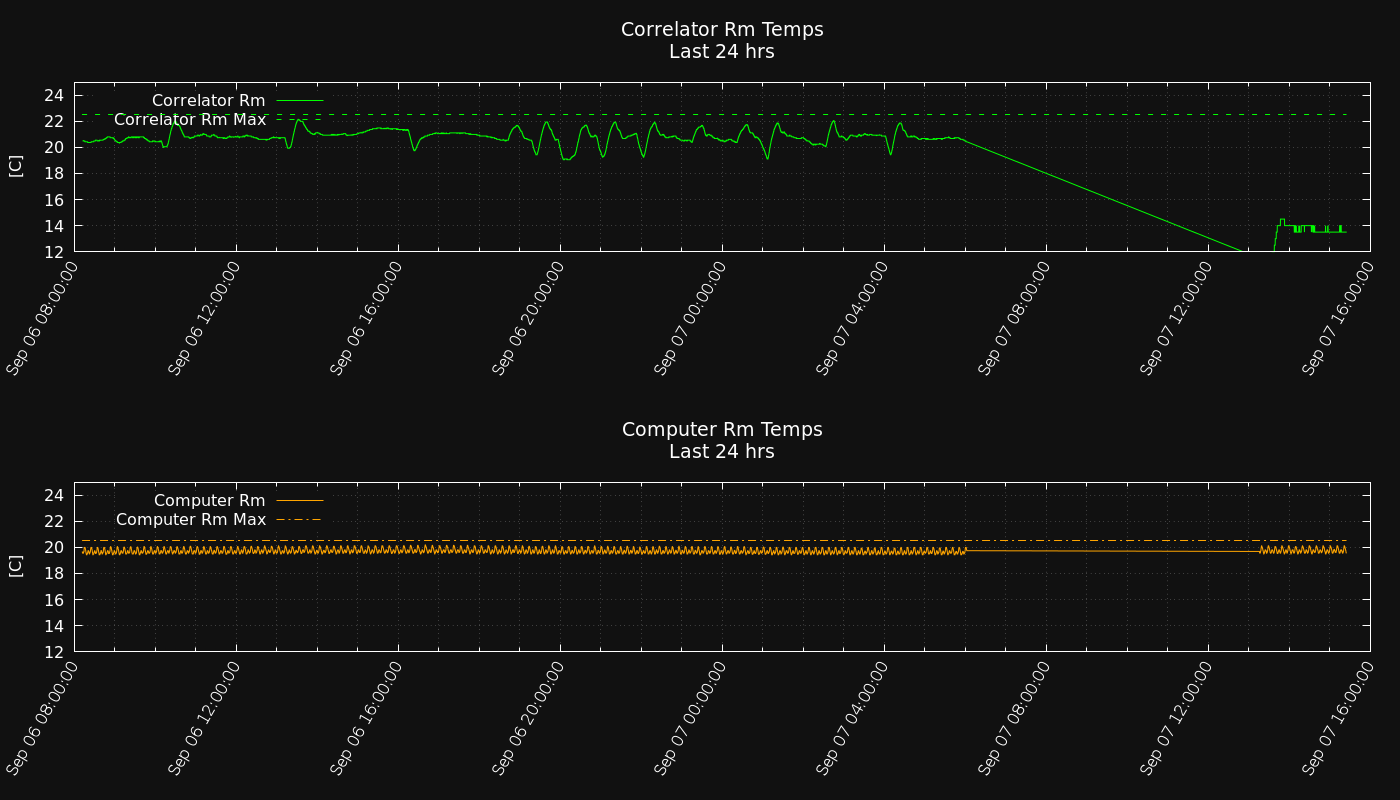 Correlator Rm Temps
Last 24 hrs
Correlator Rm
Correlator Rm Max
[C]
24
22
20
18
16
14
12
Sep 06 08:00:00
Sep 06 12:00:00
Sep 06 16:00:00
Sep 06 20:00:00
Sep 07 00:00:00
Sep 07 04:00:00
Sep 07 08:00:00
Sep 07 12:00:00
Sep 07 16:00:00
Computer Rm Temps
Last 24 hrs
Computer Rm
Computer Rm Max
[C]
24
22
20
18
16
14
12
Sep 06 08:00:00
Sep 06 12:00:00
Sep 06 16:00:00
Sep 06 20:00:00
Sep 07 00:00:00
Sep 07 04:00:00
Sep 07 08:00:00
Sep 07 12:00:00
Sep 07 16:00:00